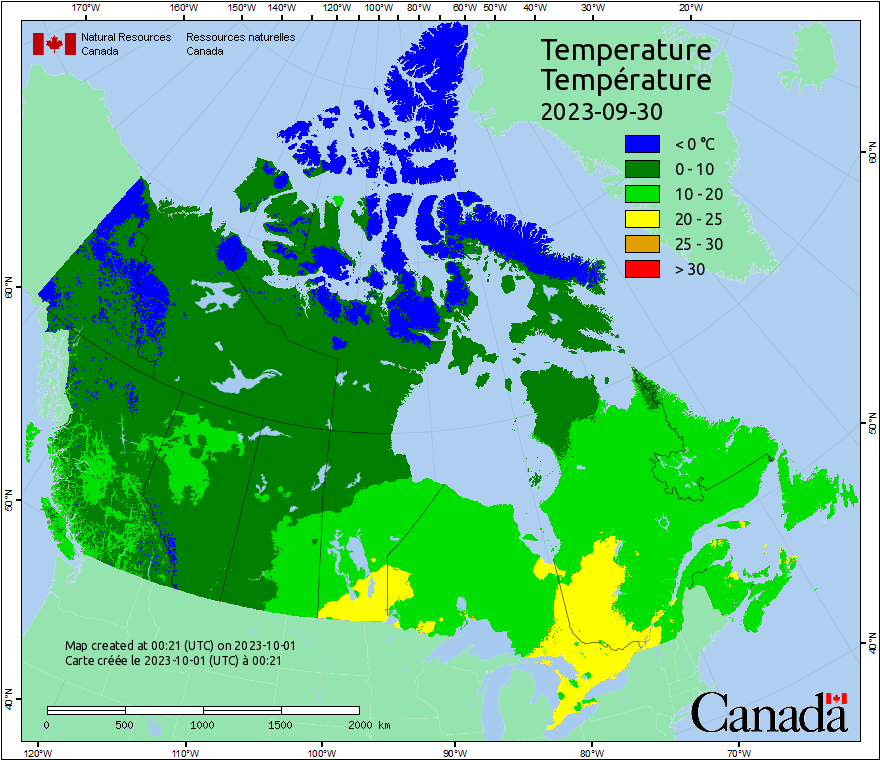 170°W 160°W 150°W 140°W 120°W 100°W 80°W 60°W 50°W 40°W 30°W 20°W
Natural Resources Ressources naturelles
Canada Canada
Temperature
Température
2023-09-30
< 0 °C
0 - 10
10 - 20
20 - 25
25 - 30
> 30
60°N
60°N
50°N
50°N
40°N
40°N
Map created at 00:21 (UTC) on 2023-10-01
Carte créée le 2023-10-01 (UTC) à 00:21
0 500 1000 1500 2000 km
Canada
120°W 110°W 100°W 90°W 80°W 70°W